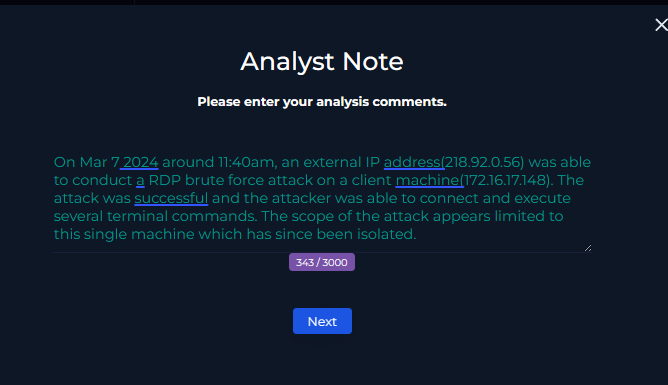 Analyst Note
Please enter your analysis comments.
On Mar 7 2024 around 11:40am, an external IP address(218.92.0.56) was able
to conduct a RDP brute force attack on a client machine(172.16.17.148). The
attack was successful and the attacker was able to connect and execute
several terminal commands. The scope of the attack appears limited to
this single machine which has since been isolated.
343 / 3000
Next